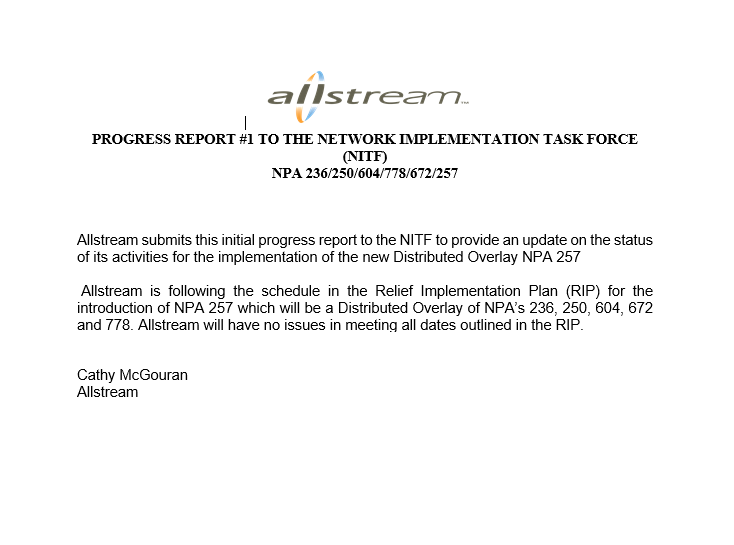 allstream™
PROGRESS REPORT #1 TO THE NETWORK IMPLEMENTATION TASK FORCE
(NITF)
NPA 236/250/604/778/672/257
Allstream submits this initial progress report to the NITF to provide an update on the status
of its activities for the implementation of the new Distributed Overlay NPA 257
Allstream is following the schedule in the Relief Implementation Plan (RIP) for the
introduction of NPA 257 which will be a Distributed Overlay of NPA's 236, 250, 604, 672
and 778. Allstream will have no issues in meeting all dates outlined in the RIP.
Cathy McGouran
Allstream